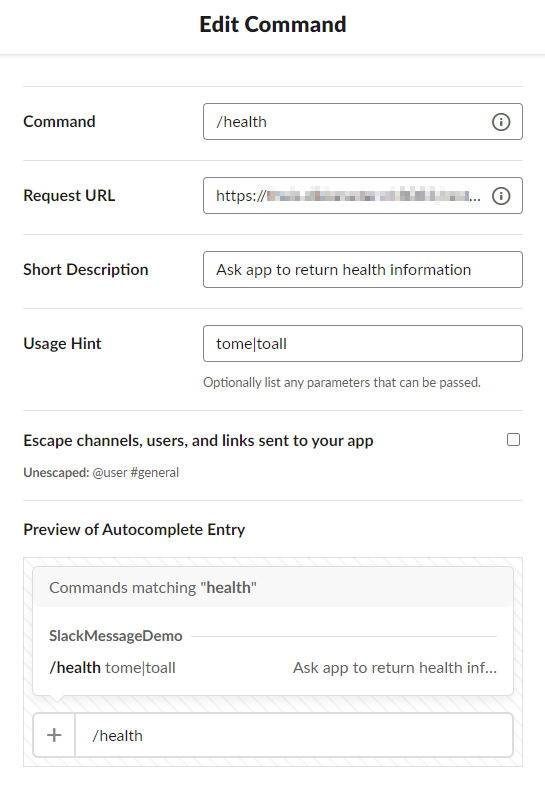 Edit Command
Command
/health
Request URL
https://
Short Description
Ask app to return health information
Usage Hint
tome|toall
Optionally list any parameters that can be passed.
Escape channels, users, and links sent to your app
Unescaped: @user #general
Preview of Autocomplete Entry
Commands matching "health"
SlackMessageDemo
/health tome|toall
Ask app to return health inf...
+
/health